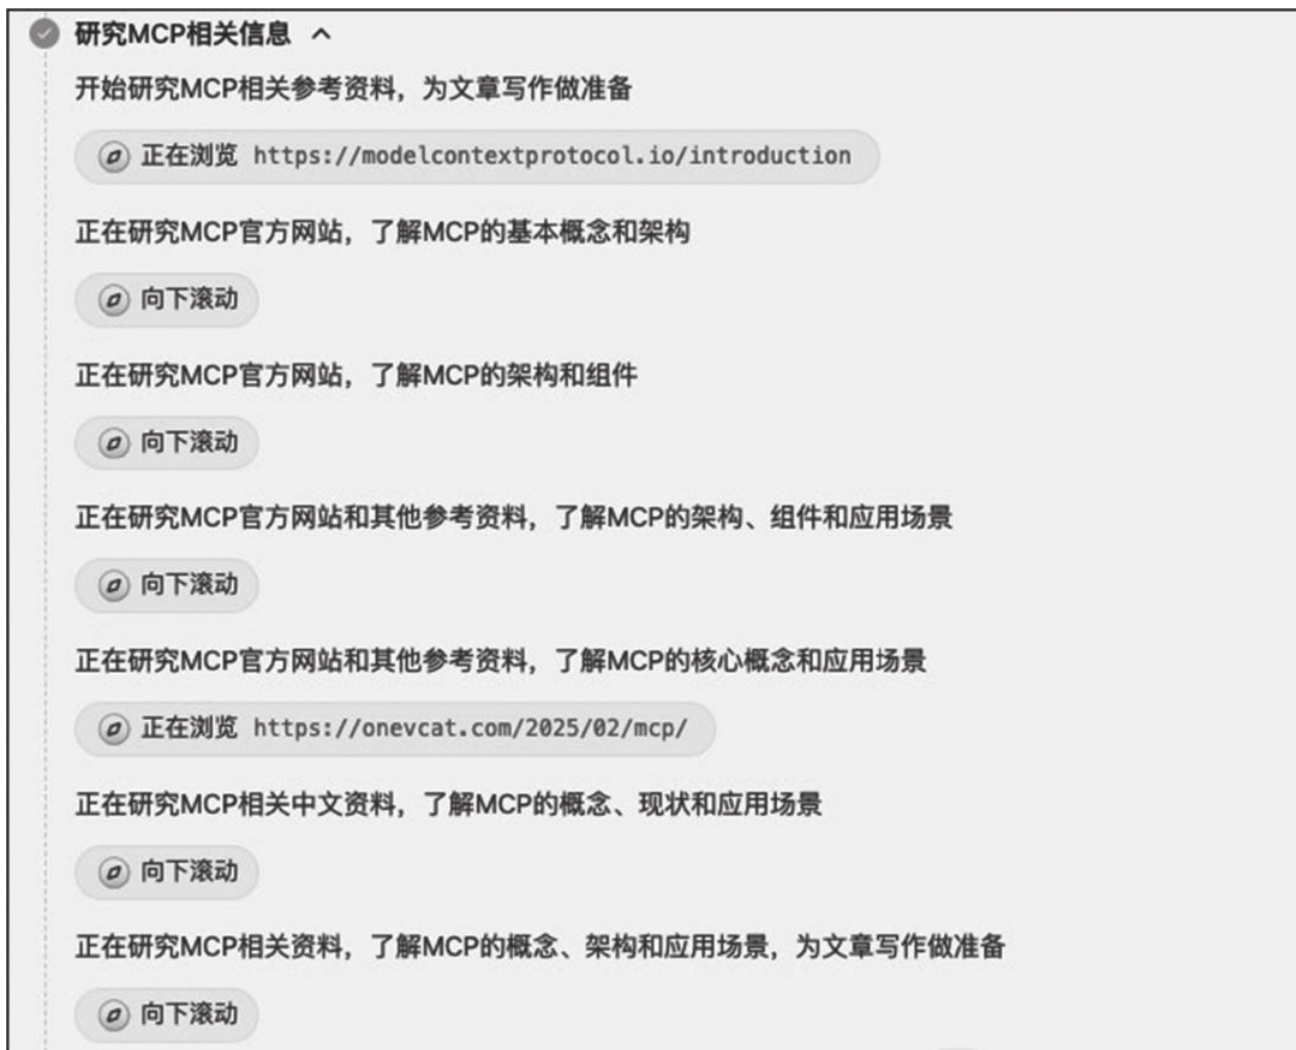 研究MCP相关信息
开始研究MCP相关参考资料，为文章写作做准备
正在浏览 https://modelcontextprotocol.io/introduction
正在研究MCP官方网站，了解MCP的基本概念和架构
向下滚动
正在研究MCP官方网站，了解MCP的架构和组件
向下滚动
正在研究MCP官方网站和其他参考资料，了解MCP的架构、组件和应用场景
向下滚动
正在研究MCP官方网站和其他参考资料，了解MCP的核心概念和应用场景
正在浏览 https://onevcat.com/2025/02/mcp/
正在研究MCP相关中文资料，了解MCP的概念、现状和应用场景
向下滚动
正在研究MCP相关资料，了解MCP的概念、架构和应用场景，为文章写作做准备
向下滚动